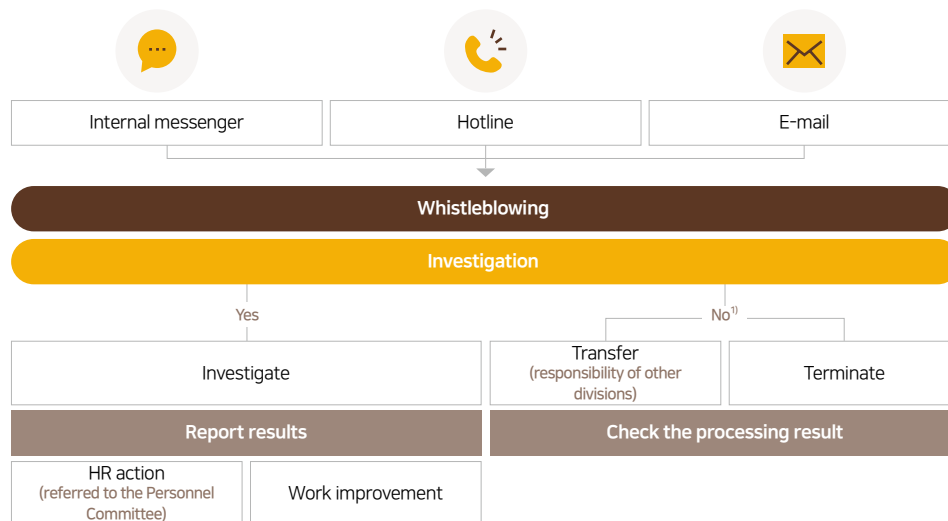 Internal messenger
Hotline
E-mail
Whistleblowing
Investigation
Yes
No1)
Investigate
Transfer
(responsibility of other
divisions)
Terminate
Report results
Check the processing result
HR action
(referred to the Personnel
Committee)
Work improvement